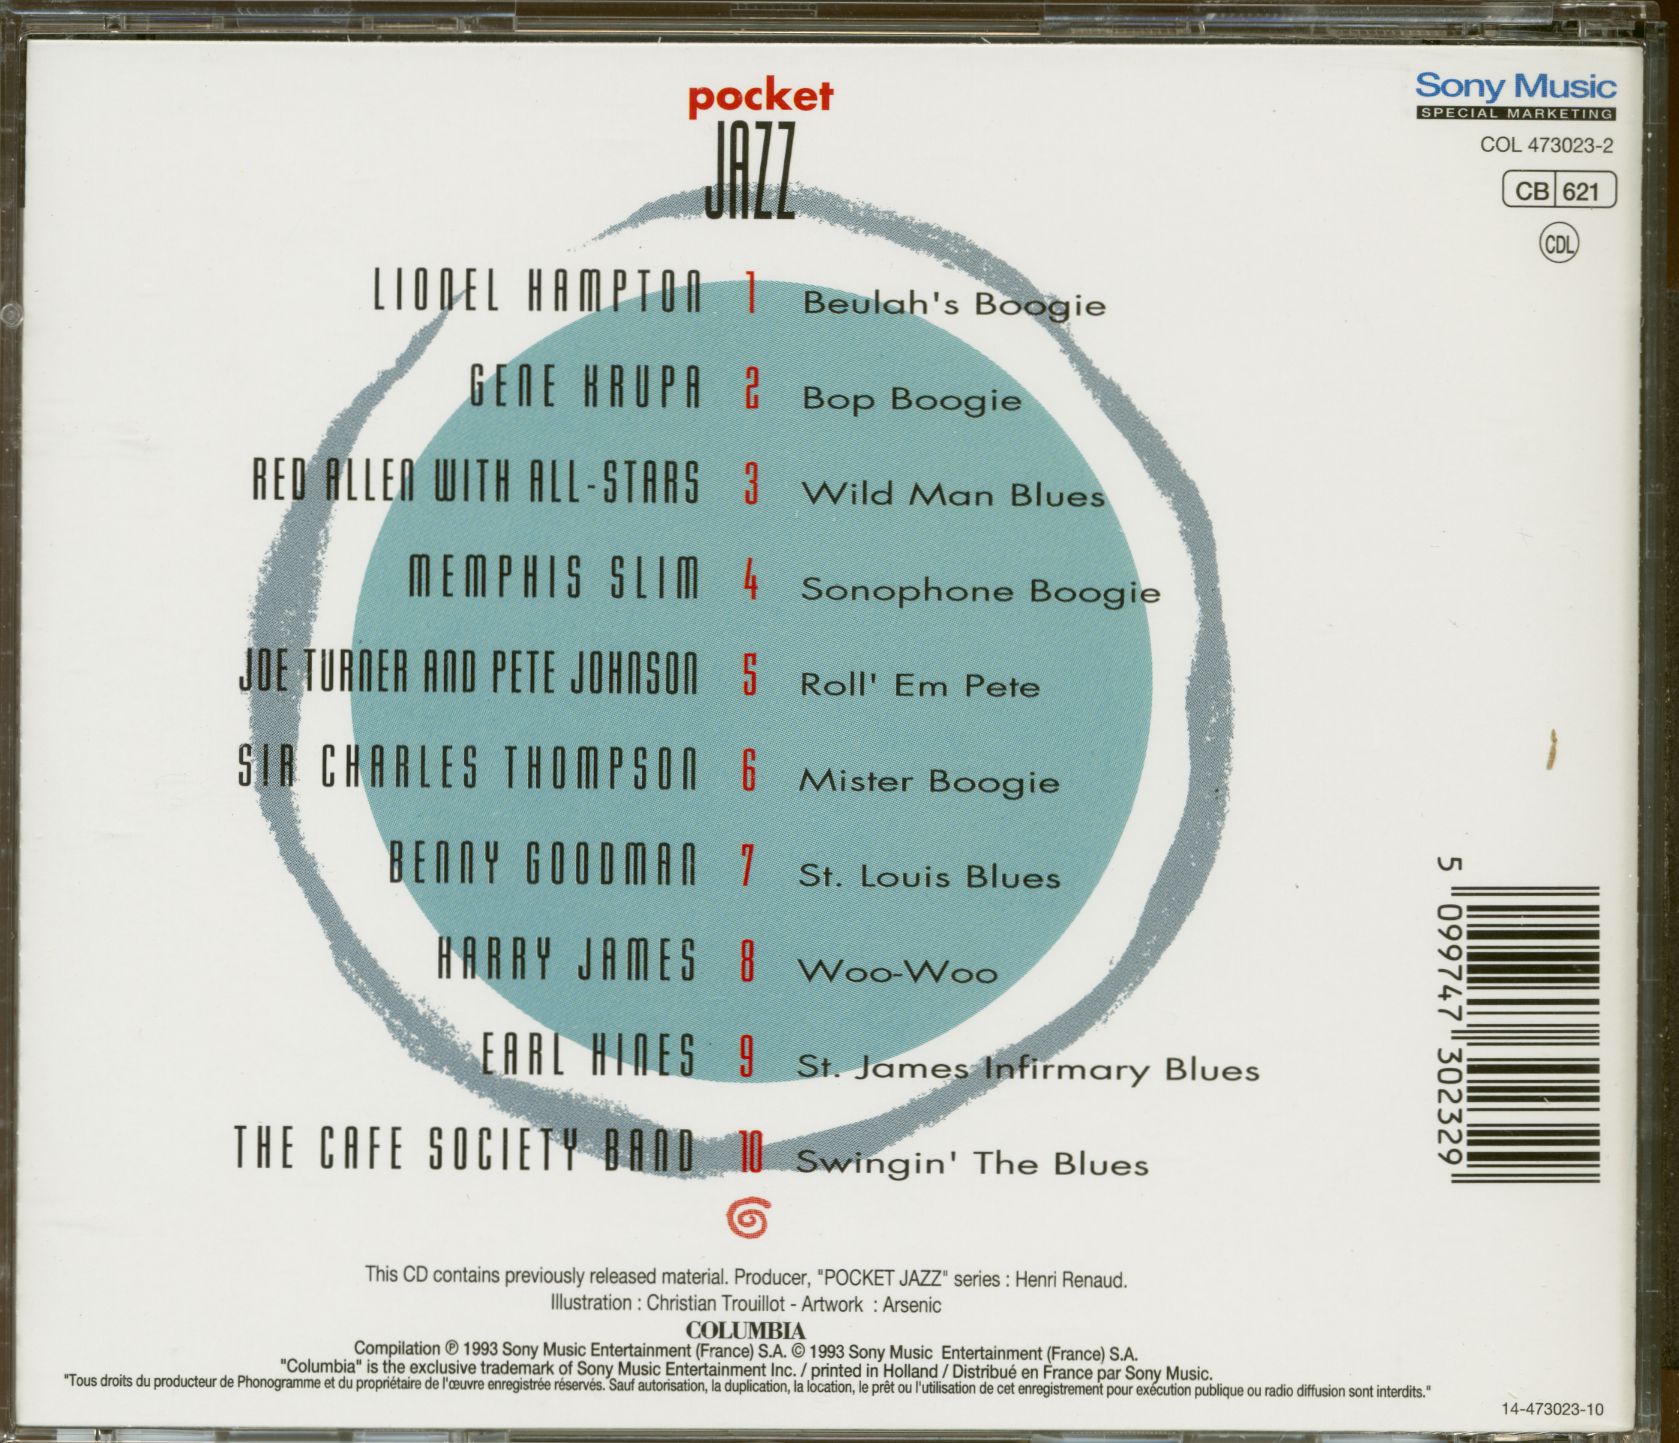 pocket
JAZZ
Sony Music
SPECIAL MARKETING
COL 473023-2
CB 621
CDL
LIONEL HAMPTON 1 Beulah's Boogie
GENE KRUPA 2 Bop Boogie
RED ALLEN WITH ALL-STARS 3 Wild Man Blues
MEMPHIS SLIM 4 Sonophone Boogie
JOE TURNER AND PETE JOHNSON 5 Roll' Em Pete
SIR CHARLES THOMPSON 6 Mister Boogie
BENNY GOODMAN 7 St. Louis Blues
HARRY JAMES 8 Woo-Woo
EARL HINES 9 St. James Infirmary Blues
THE CAFE SOCIETY BAND 10 Swingin' The Blues
5 099747 302329
This CD contains previously released material. Producer, "POCKET JAZZ" series : Henri Renaud.
Illustration : Christian Trouillot - Artwork : Arsenic
COLUMBIA
Compilation ℗ 1993 Sony Music Entertainment (France) S.A. © 1993 Sony Music Entertainment (France) S.A.
"Columbia" is the exclusive trademark of Sony Music Entertainment Inc. / printed in Holland / Distribué en France par Sony Music.
"Tous droits du producteur de Phonogramme et du propriétaire de l'œuvre enregistrée réservés. Sauf autorisation, la duplication, la location, le prêt ou l'utilisation de cet enregistrement pour exécution publique ou radio diffusion sont interdits."
14-473023-10